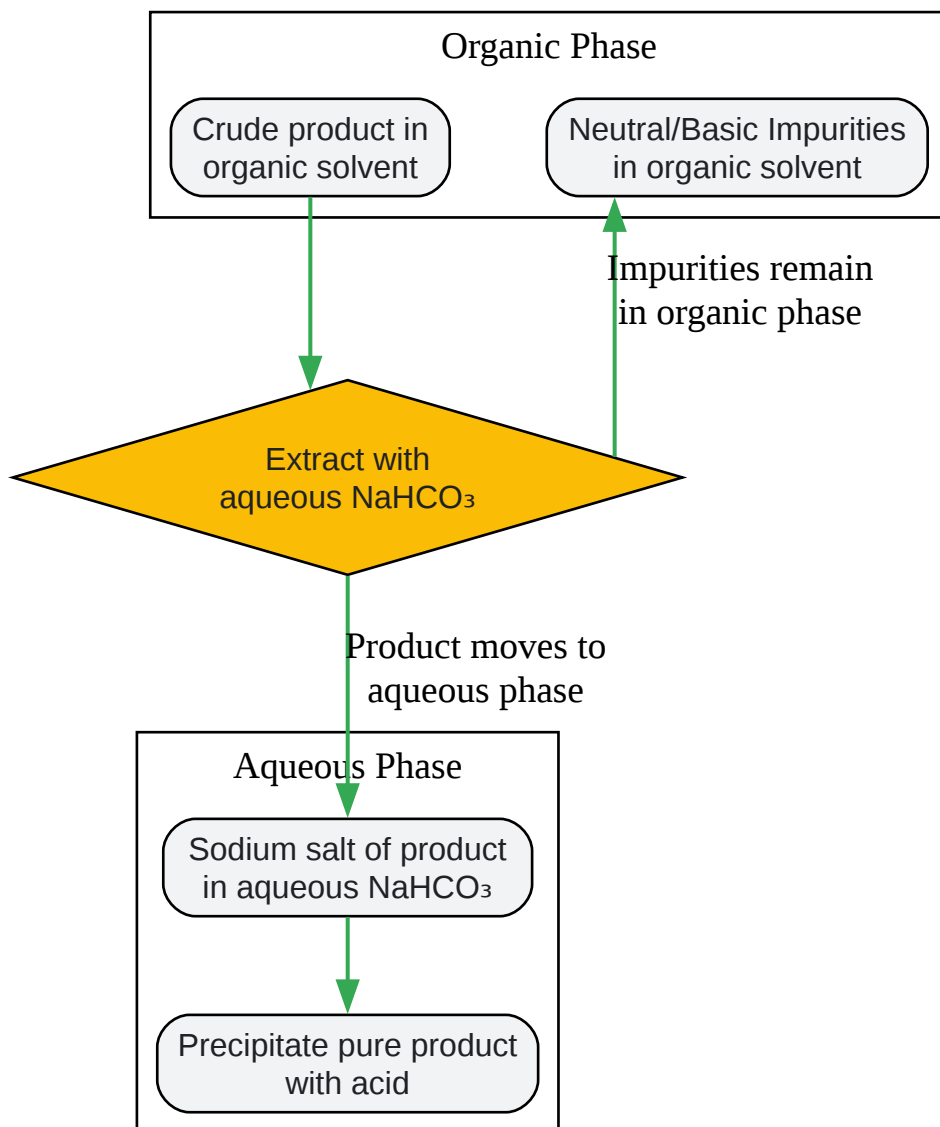 Organic Phase
Crude product in
organic solvent
Neutral/Basic Impurities
in organic solvent
Impurities remain
in organic phase
Extract with
aqueous NaHCO₃
Product moves to
aqueous phase
Aqueous Phase
Sodium salt of product
in aqueous NaHCO₃
Precipitate pure product
with acid